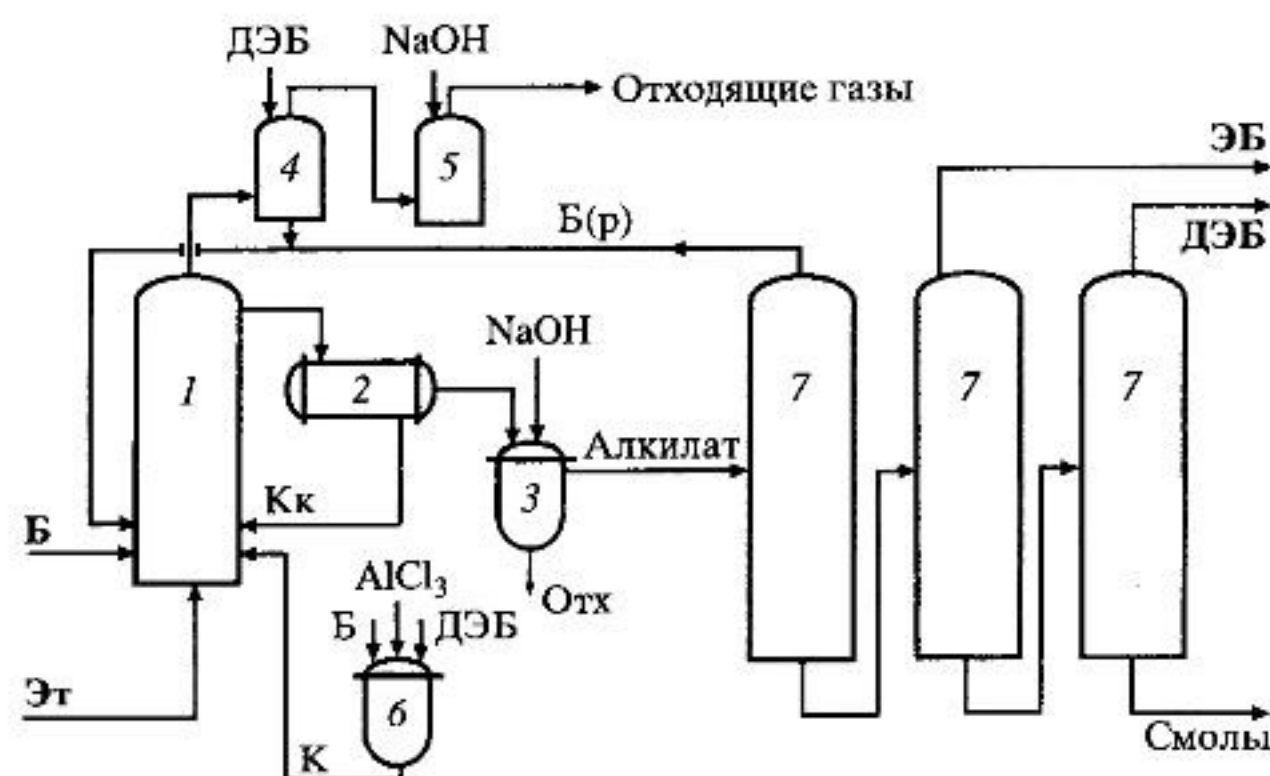 ДЭБ
NaOH
Отходящие газы
4
5
ЭБ
Б(р)
ДЭБ
NaOH
1
2
7
7
7
Алкилат
3
Кк
Б
AlCl₃
Отх
Б
ДЭБ
Эт
6
К
Смолы